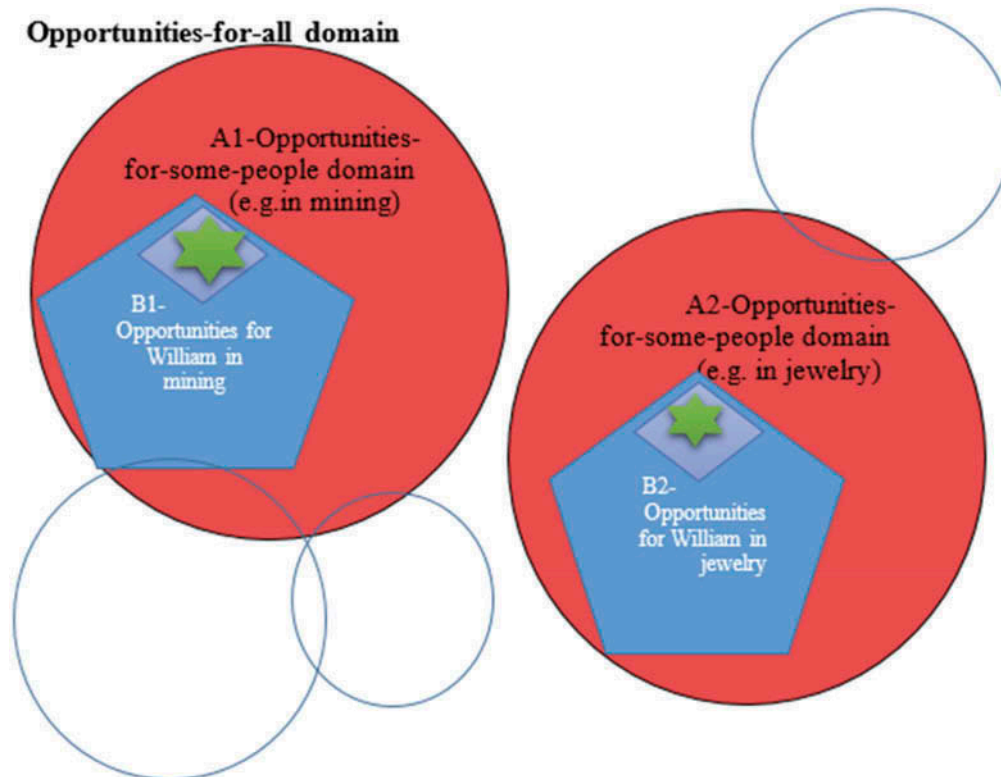 Opportunities-for-all domain
A1-Opportunities-
for-some-people domain
(e.g.in mining)
B1-
Opportunities for
William in
mining
A2-Opportunities-
for-some-people domain
(e.g. in jewelry)
B2-
Opportunities
for William in
jewelry